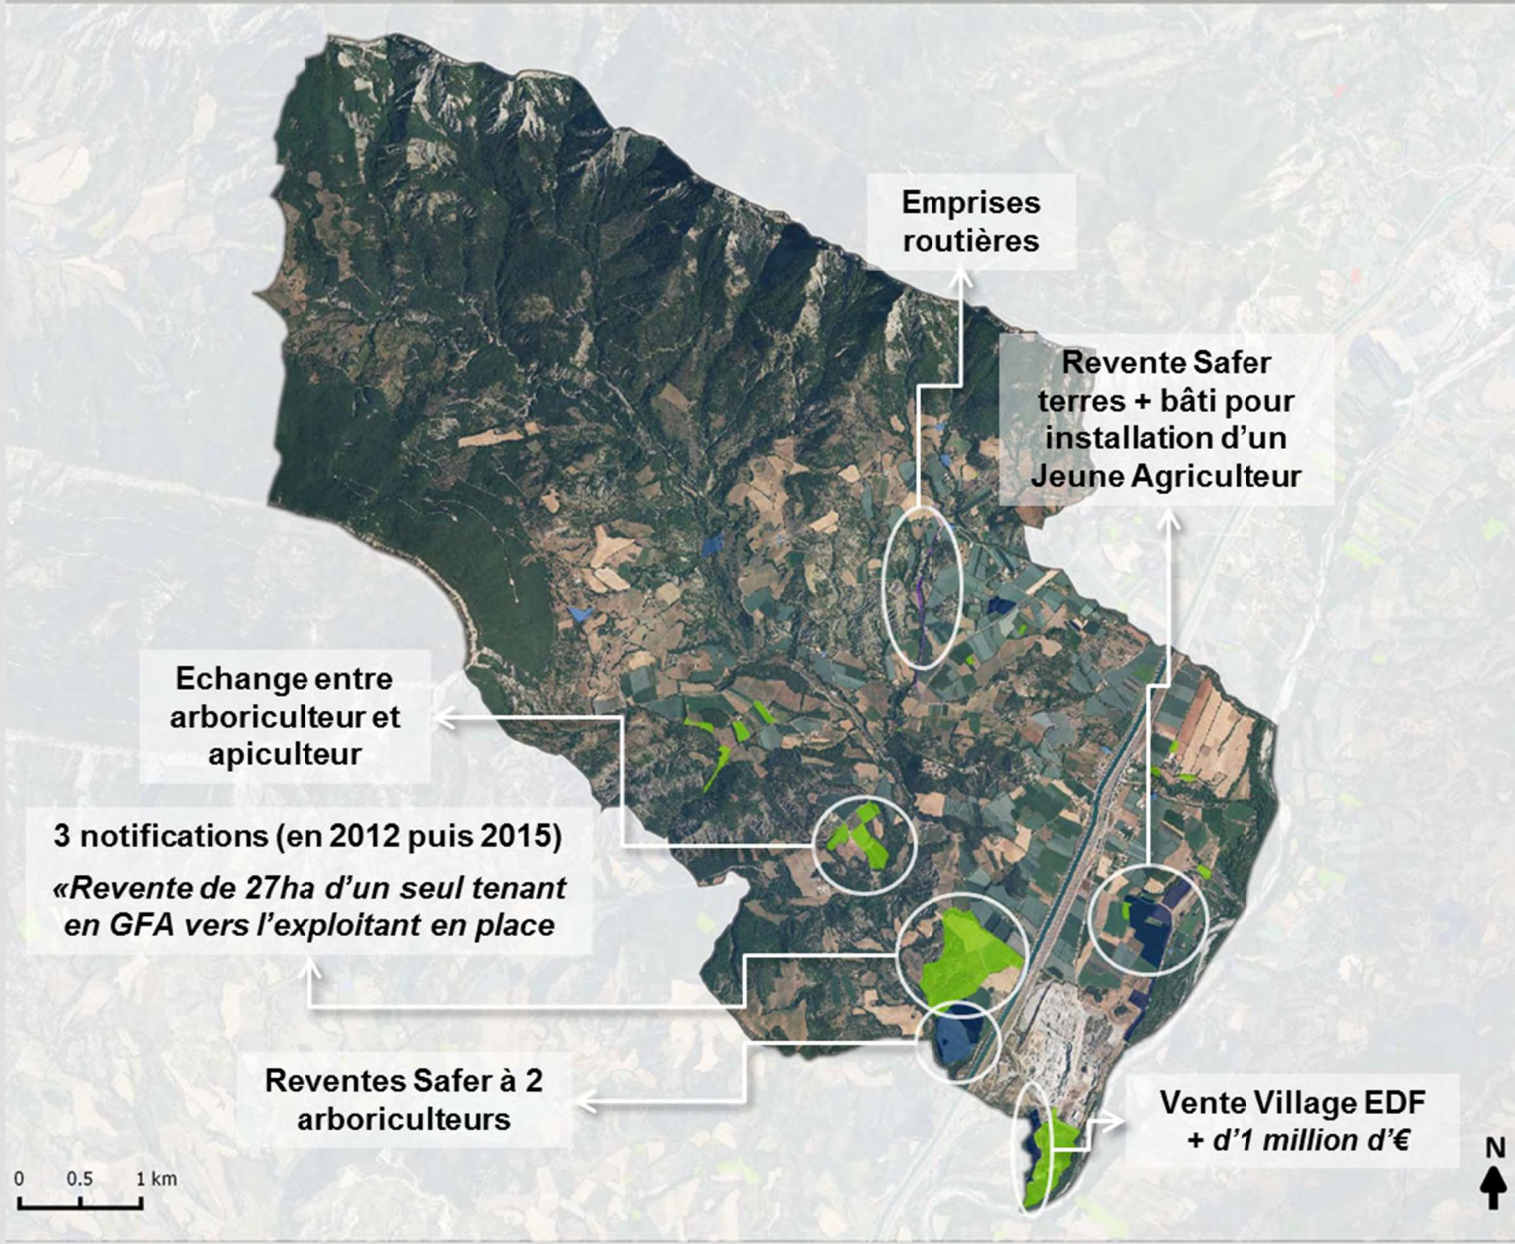 Emprises
routières
Revente Safer
terres + bâti pour
installation d’un
Jeune Agriculteur
Echange entre
arboriculteur et
apiculteur
3 notifications (en 2012 puis 2015)
«Revente de 27ha d’un seul tenant
en GFA vers l’exploitant en place
Reventes Safer à 2
arboriculteurs
Vente Village EDF
+ d’1 million d’€
N
0 0.5 1 km